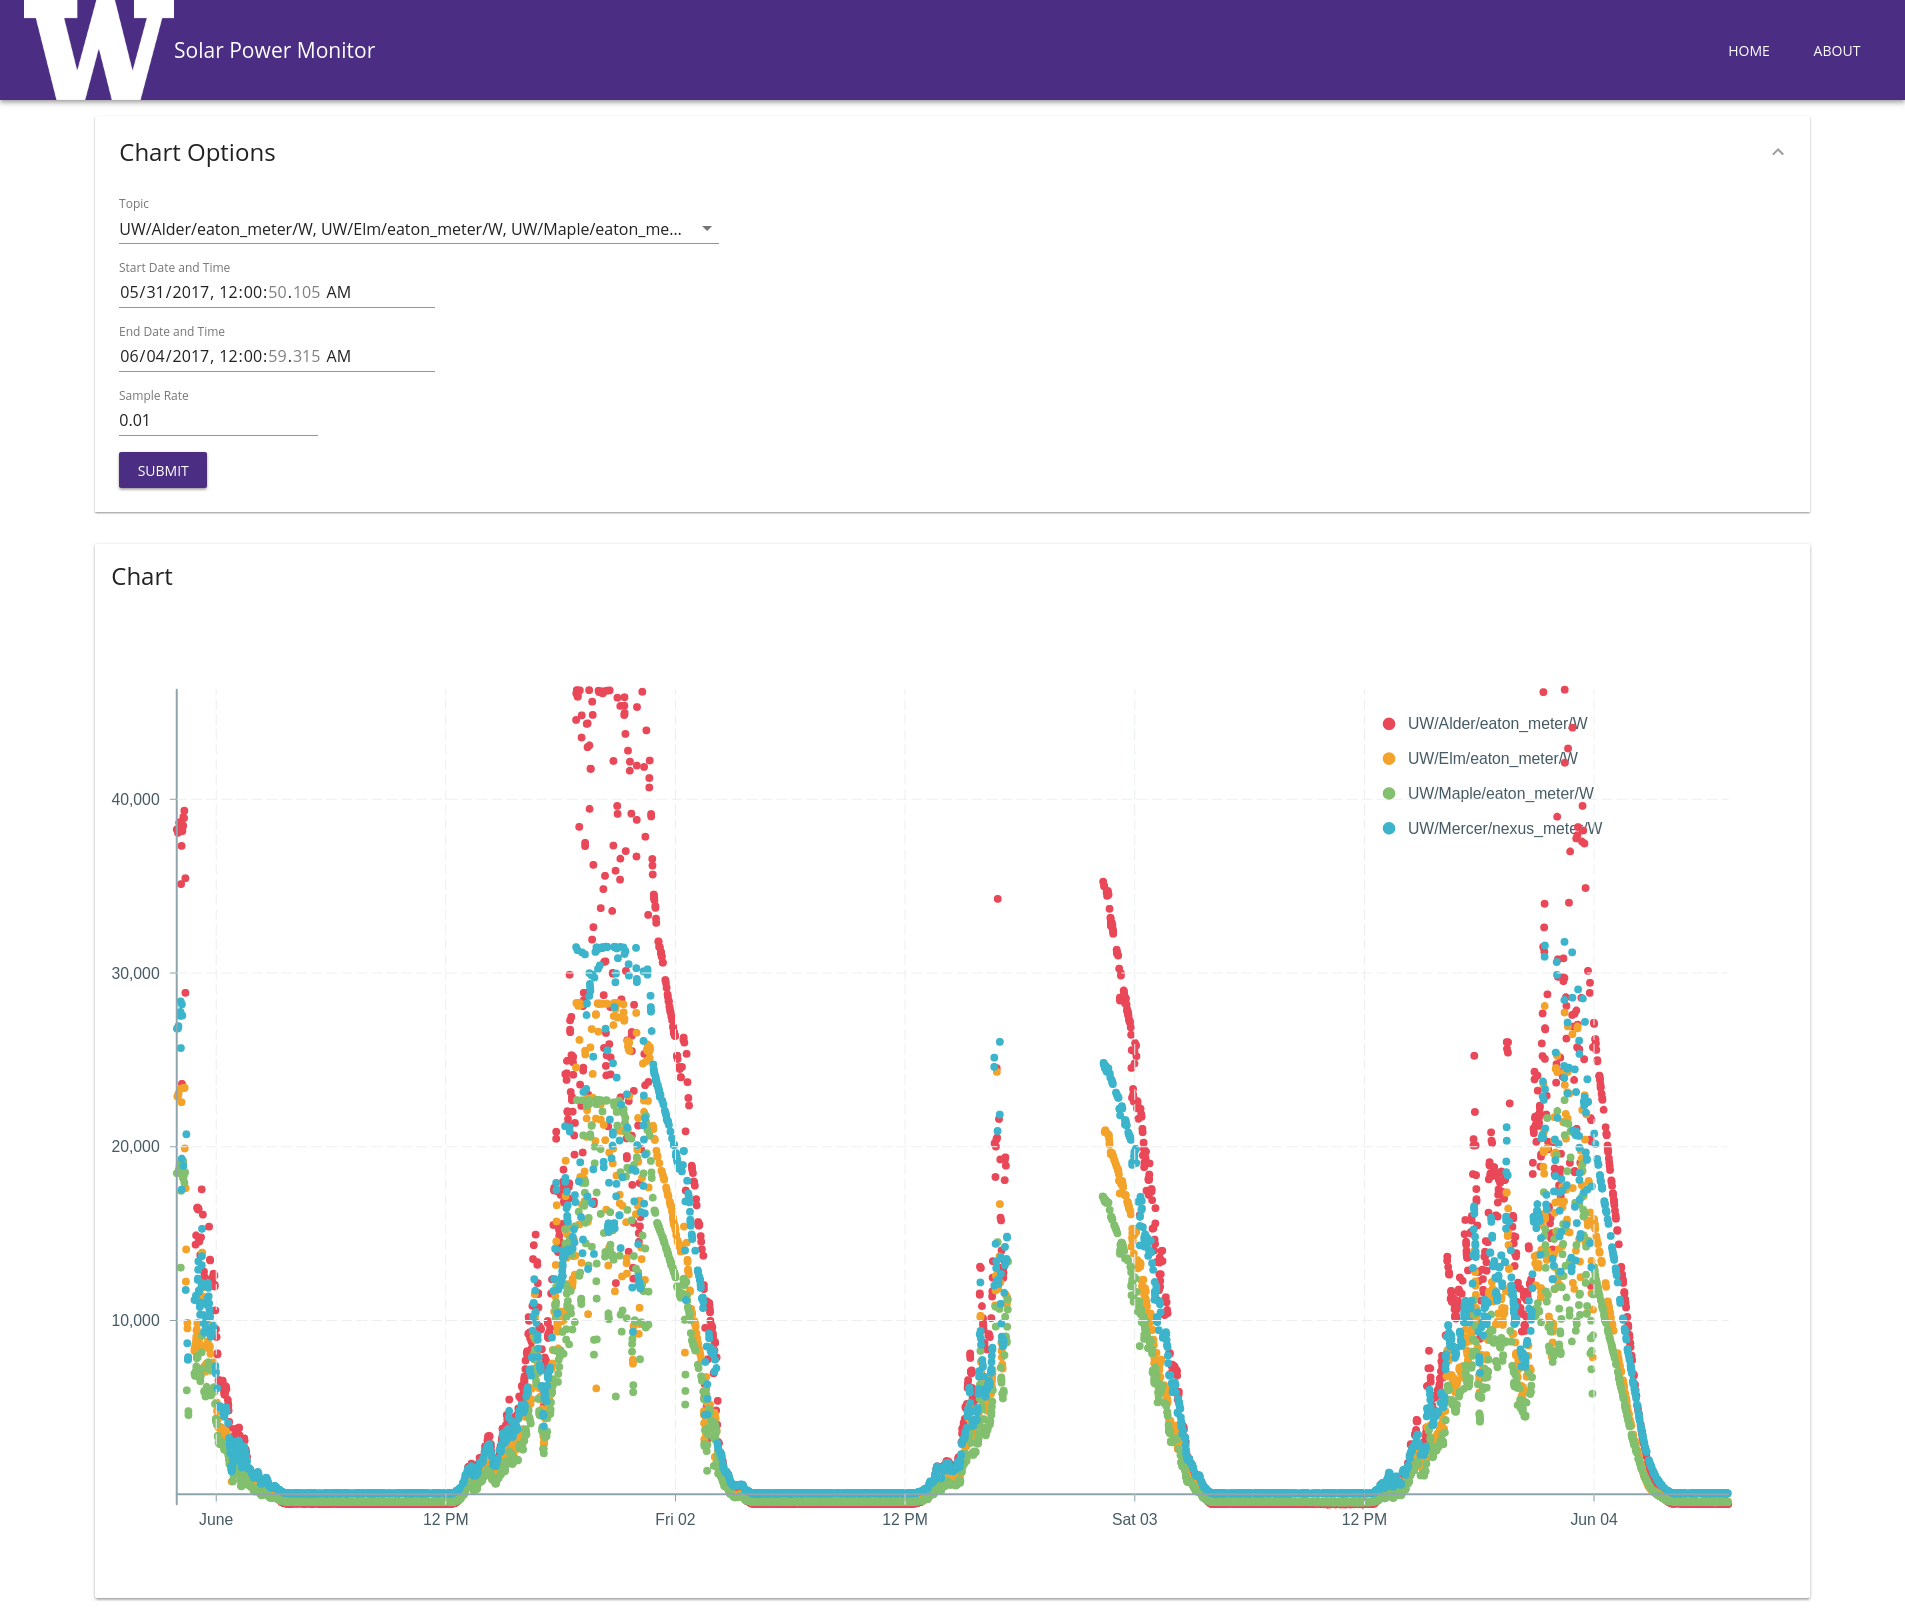 W Solar Power Monitor HOME ABOUT
Chart Options
Topic
UW/Alder/eaton_meter/W, UW/Elm/eaton_meter/W, UW/Maple/eaton_me...
Start Date and Time
05/31/2017, 12:00:50.105 AM
End Date and Time
06/04/2017, 12:00:59.315 AM
Sample Rate
0.01
SUBMIT
Chart
UW/Alder/eaton_meter/W
UW/Elm/eaton_meter/W
UW/Maple/eaton_meter/W
UW/Mercer/nexus_meter/W
40,000
30,000
20,000
10,000
June 12 PM Fri 02 12 PM Sat 03 12 PM Jun 04